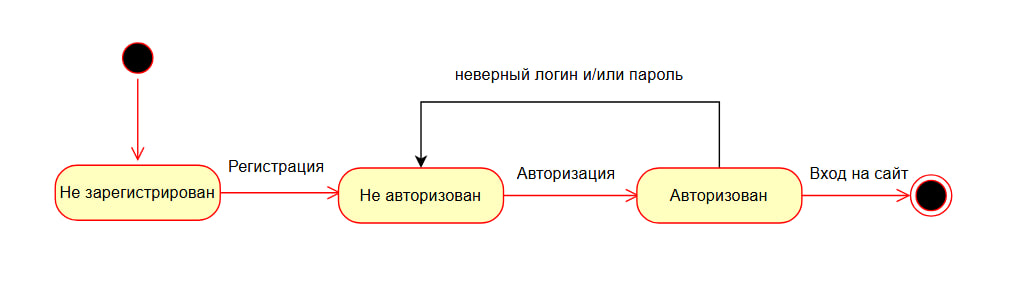 неверный логин и/или пароль
Регистрация
Авторизация
Вход на сайт
Не зарегистрирован
Не авторизован
Авторизован